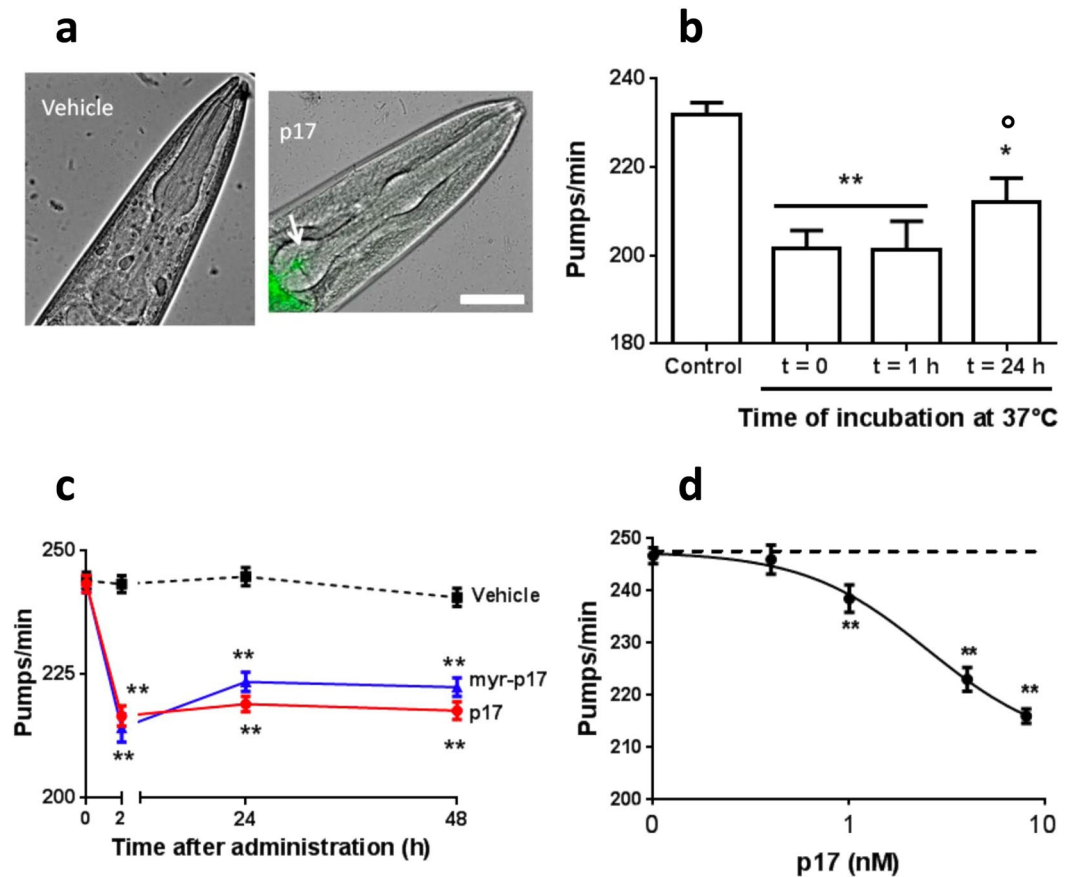 a
Vehicle
p17
b
240
220
200
180
Pumps/min
**
°
*
Control
t = 0
t = 1 h
t = 24 h
Time of incubation at 37°C
c
250
225
200
Pumps/min
**
**
**
**
**
**
Vehicle
myr-p17
p17
0
2
24
48
Time after administration (h)
d
250
240
230
220
210
200
Pumps/min
**
**
**
0
1
10
p17 (nM)